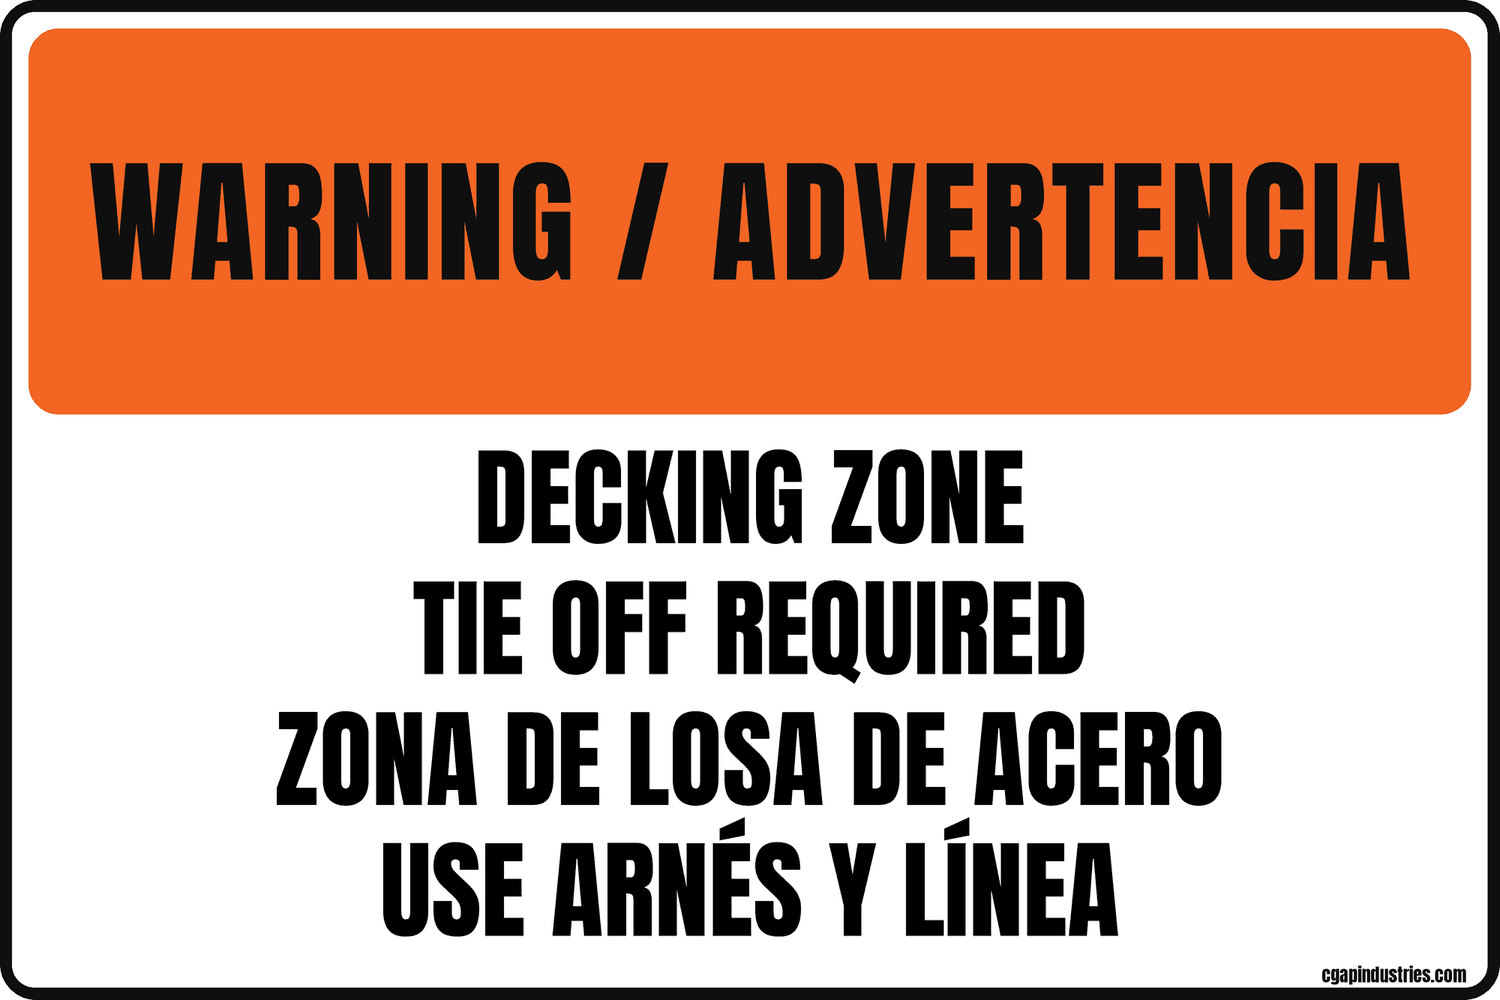 WARNING / ADVERTENCIA
DECKING ZONE
TIE OFF REQUIRED
ZONA DE LOSA DE ACERO
USE ARNÉS Y LÍNEA
cgapindustries.com